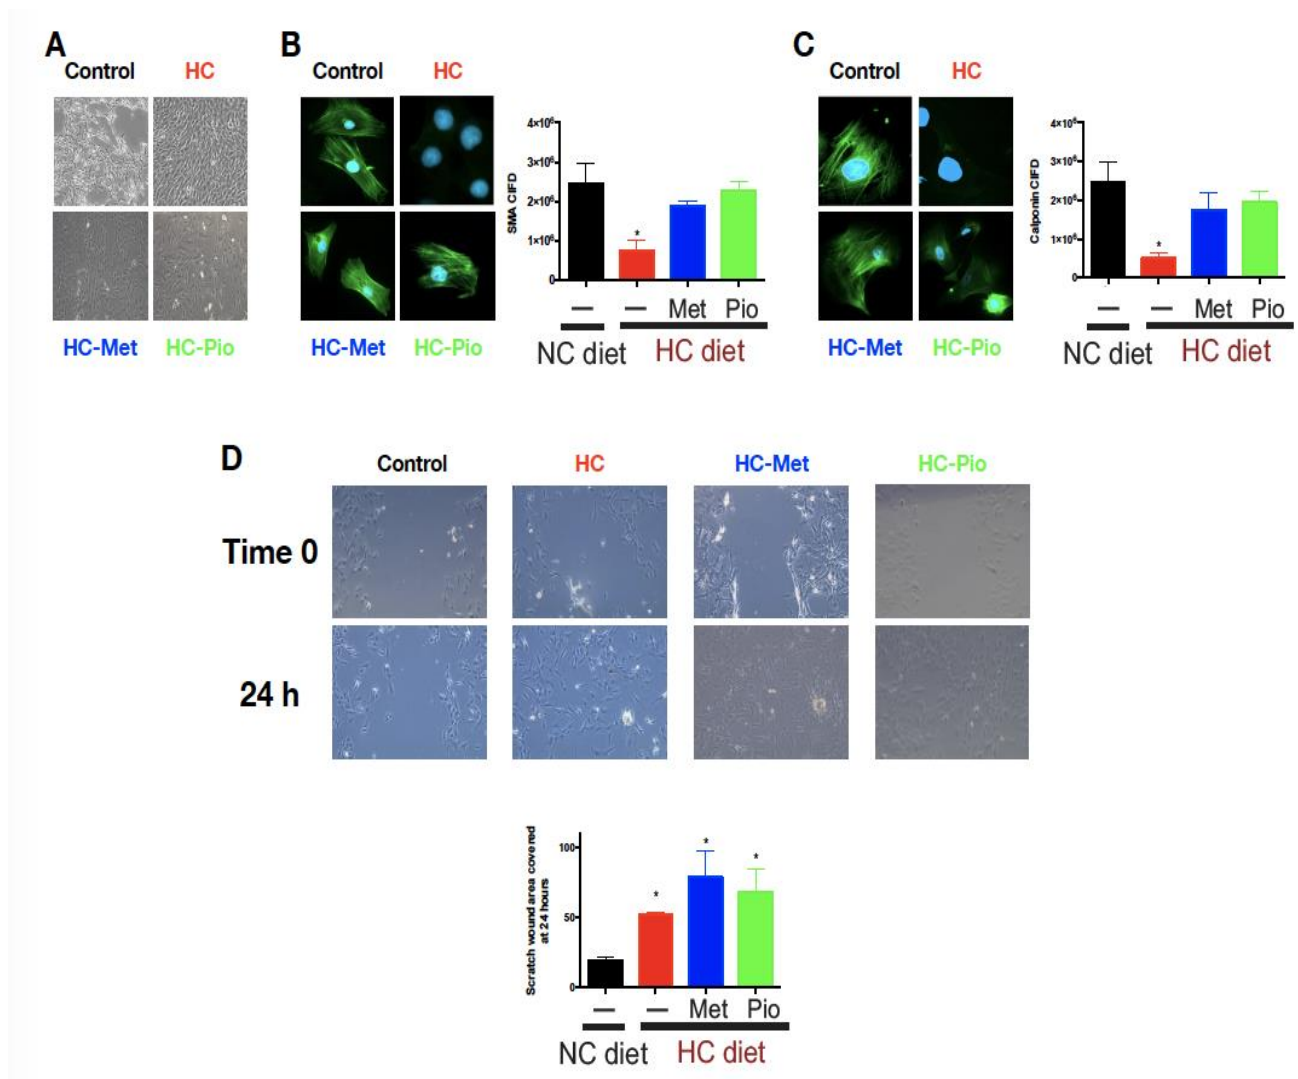 A
Control HC
HC-Met HC-Pio
B
Control HC
HC-Met HC-Pio
SMA CIFD
4×10⁶
3×10⁶
2×10⁶
1×10⁶
0
*
— — Met Pio
NC diet HC diet
C
Control HC
HC-Met HC-Pio
Calponin CIFD
4×10⁶
3×10⁶
2×10⁶
1×10⁶
0
*
— — Met Pio
NC diet HC diet
D
Control HC HC-Met HC-Pio
Time 0
24 h
Scratch wound area covered
at 24 hours
100
50
0
* * *
— — Met Pio
NC diet HC diet